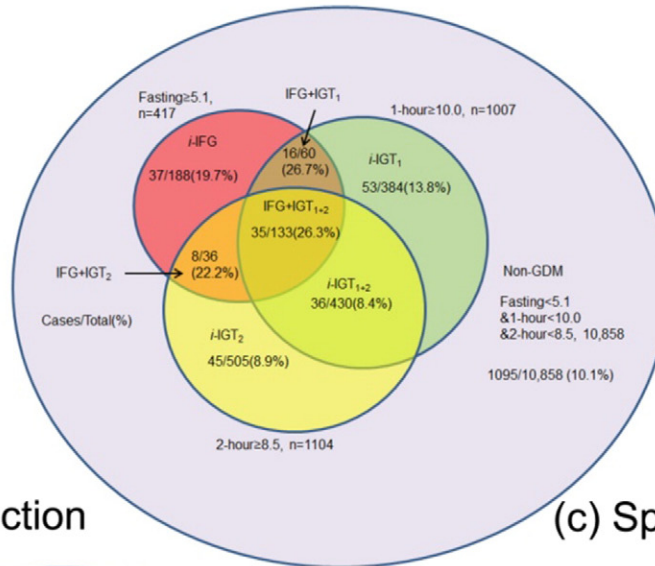 Fasting≥5.1,
n=417
IFG+IGT₁
1-hour≥10.0, n=1007
i-IFG
37/188(19.7%)
16/60
(26.7%)
i-IGT₁
53/384(13.8%)
IFG+IGT₁₊₂
35/133(26.3%)
IFG+IGT₂
8/36
(22.2%)
i-IGT₁₊₂
36/430(8.4%)
Non-GDM
Fasting<5.1
&1-hour<10.0
&2-hour<8.5, 10,858
1095/10,858 (10.1%)
Cases/Total(%)
i-IGT₂
45/505(8.9%)
2-hour≥8.5, n=1104
ction
(c) Sp